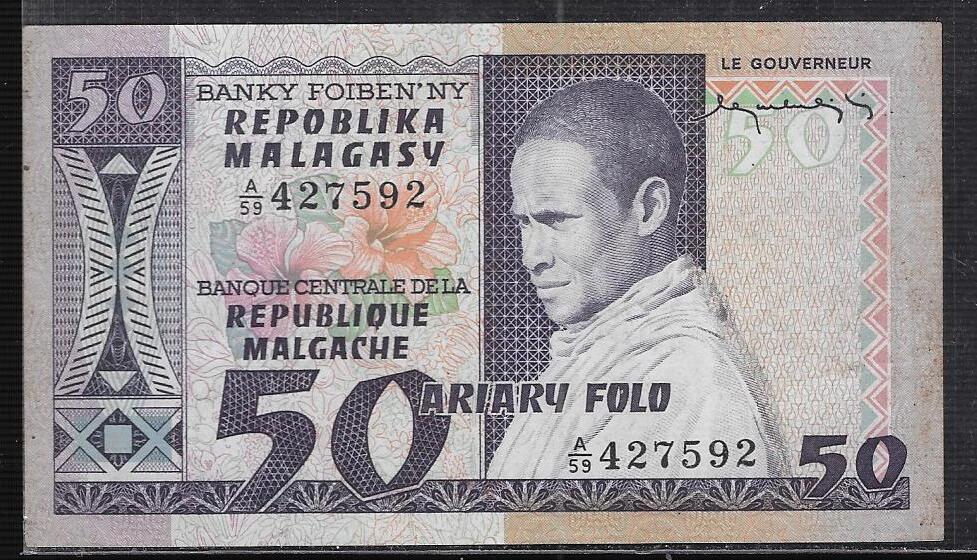 50
BANKY FOIBEN'NY
REPOBLIKA
MALAGASY
A/59 427592
BANQUE CENTRALE DE LA
REPUBLIQUE
MALGACHE
50 ARIARY FOLO
LE GOUVERNEUR
50
A/59 427592
50